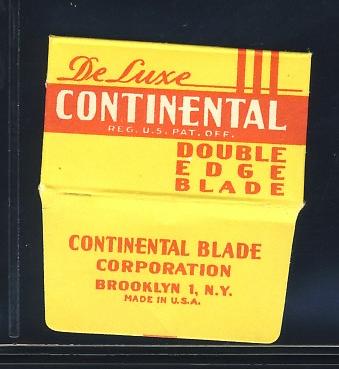 De Luxe
CONTINENTAL
REG. U.S. PAT. OFF.
DOUBLE
EDGE
BLADE
CONTINENTAL BLADE
CORPORATION
BROOKLYN 1, N.Y.
MADE IN U.S.A.